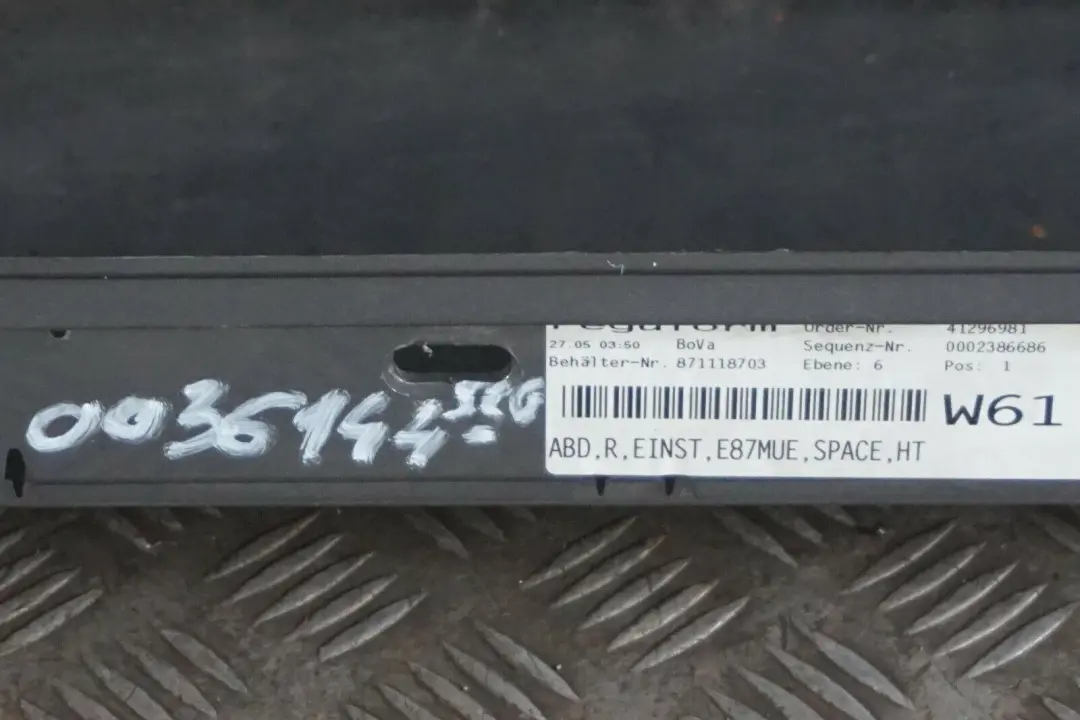 Order-Nr. 41296981
27.05 03:50 BoVa Sequenz-Nr. 0002386686
Behälter-Nr. 871118703 Ebene: 6 Pos: 1
W61
ABD,R,EINST,E87MUE,SPACE,HT
0036144